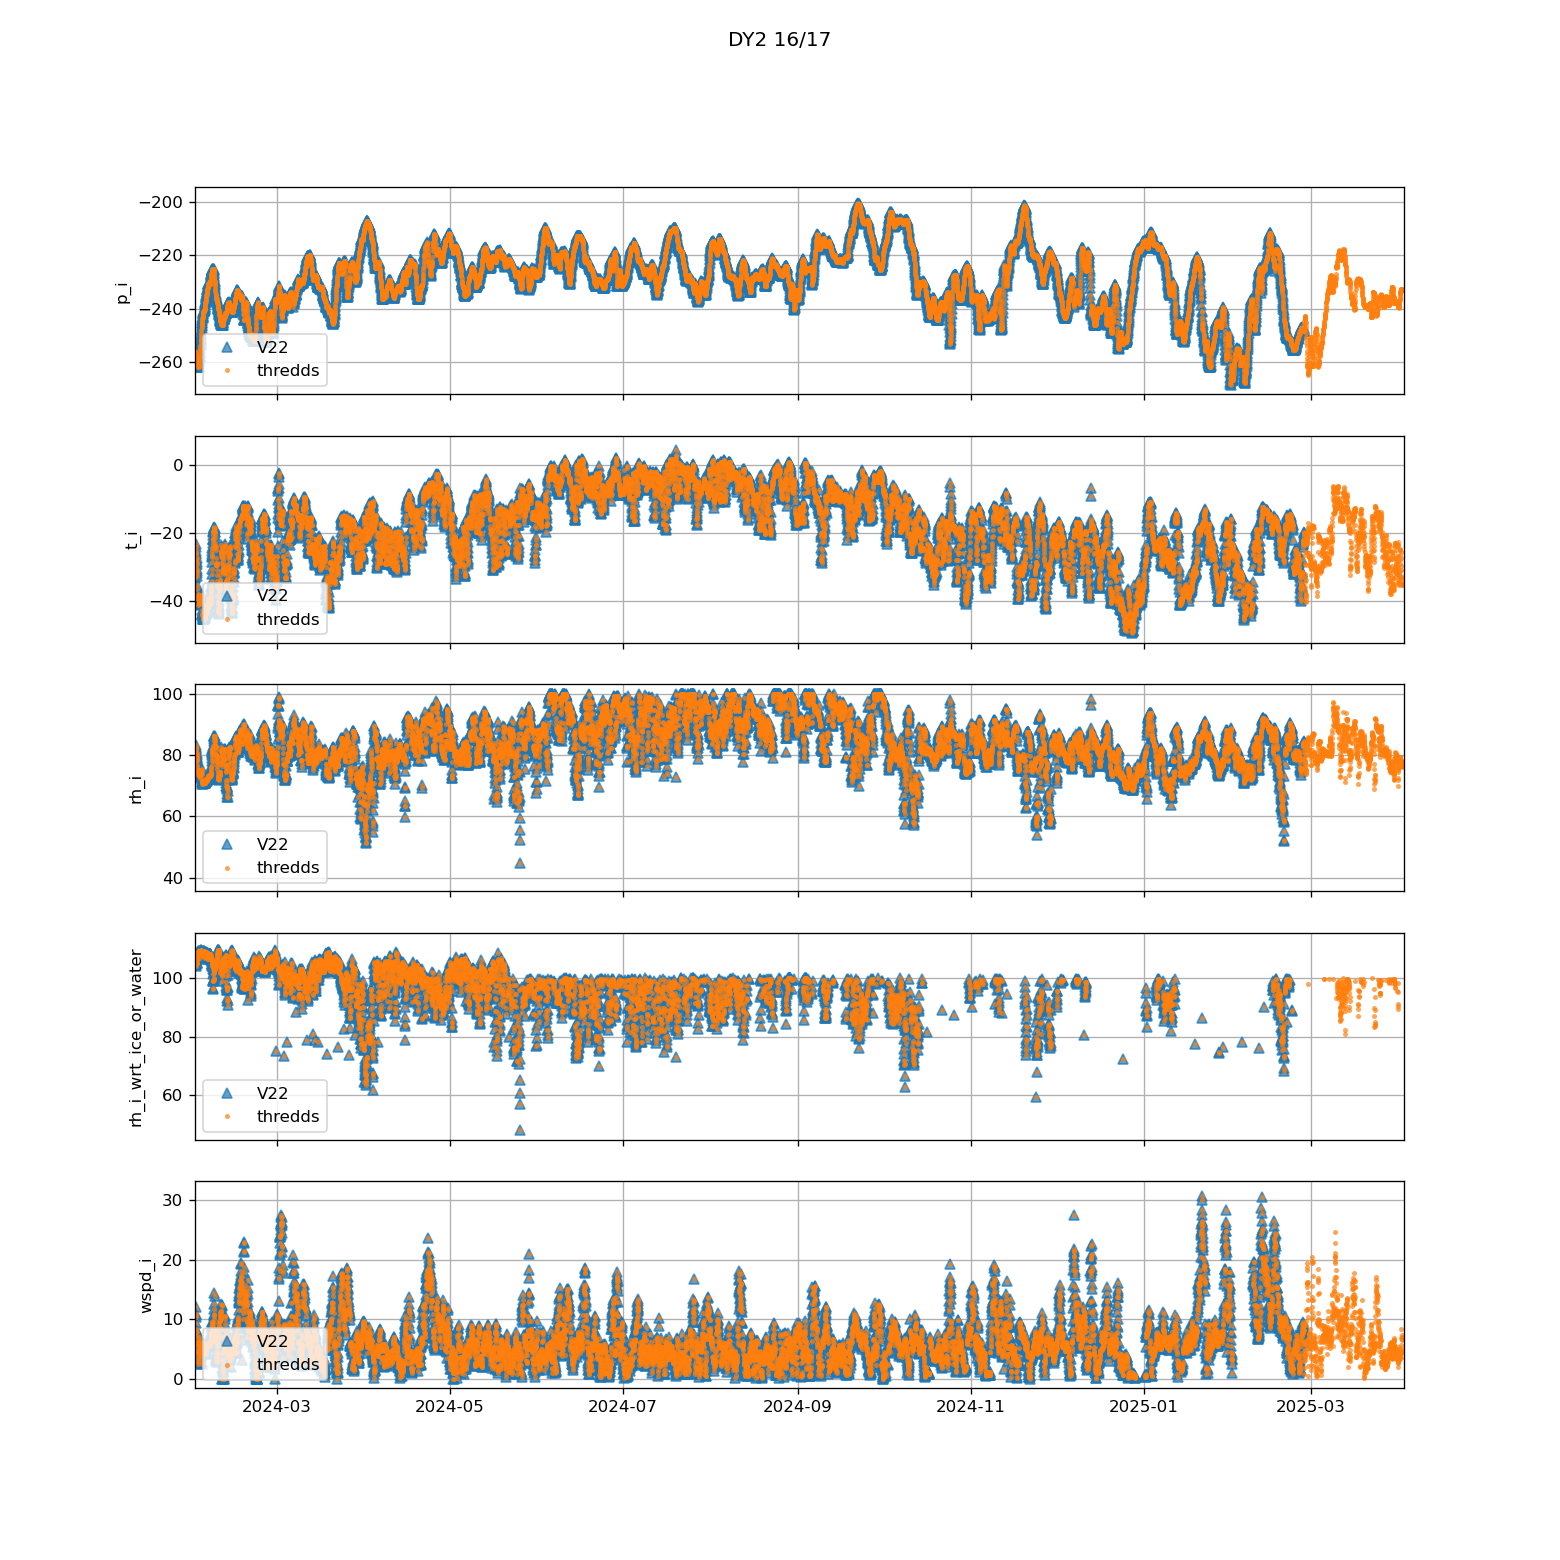 DY2 16/17
p_i
−200
−220
−240
−260
V22
thredds
t_i
0
−20
−40
V22
thredds
rh_i
100
80
60
40
V22
thredds
rh_i_wrt_ice_or_water
100
80
60
V22
thredds
wspd_i
30
20
10
0
V22
thredds
2024-03 2024-05 2024-07 2024-09 2024-11 2025-01 2025-03